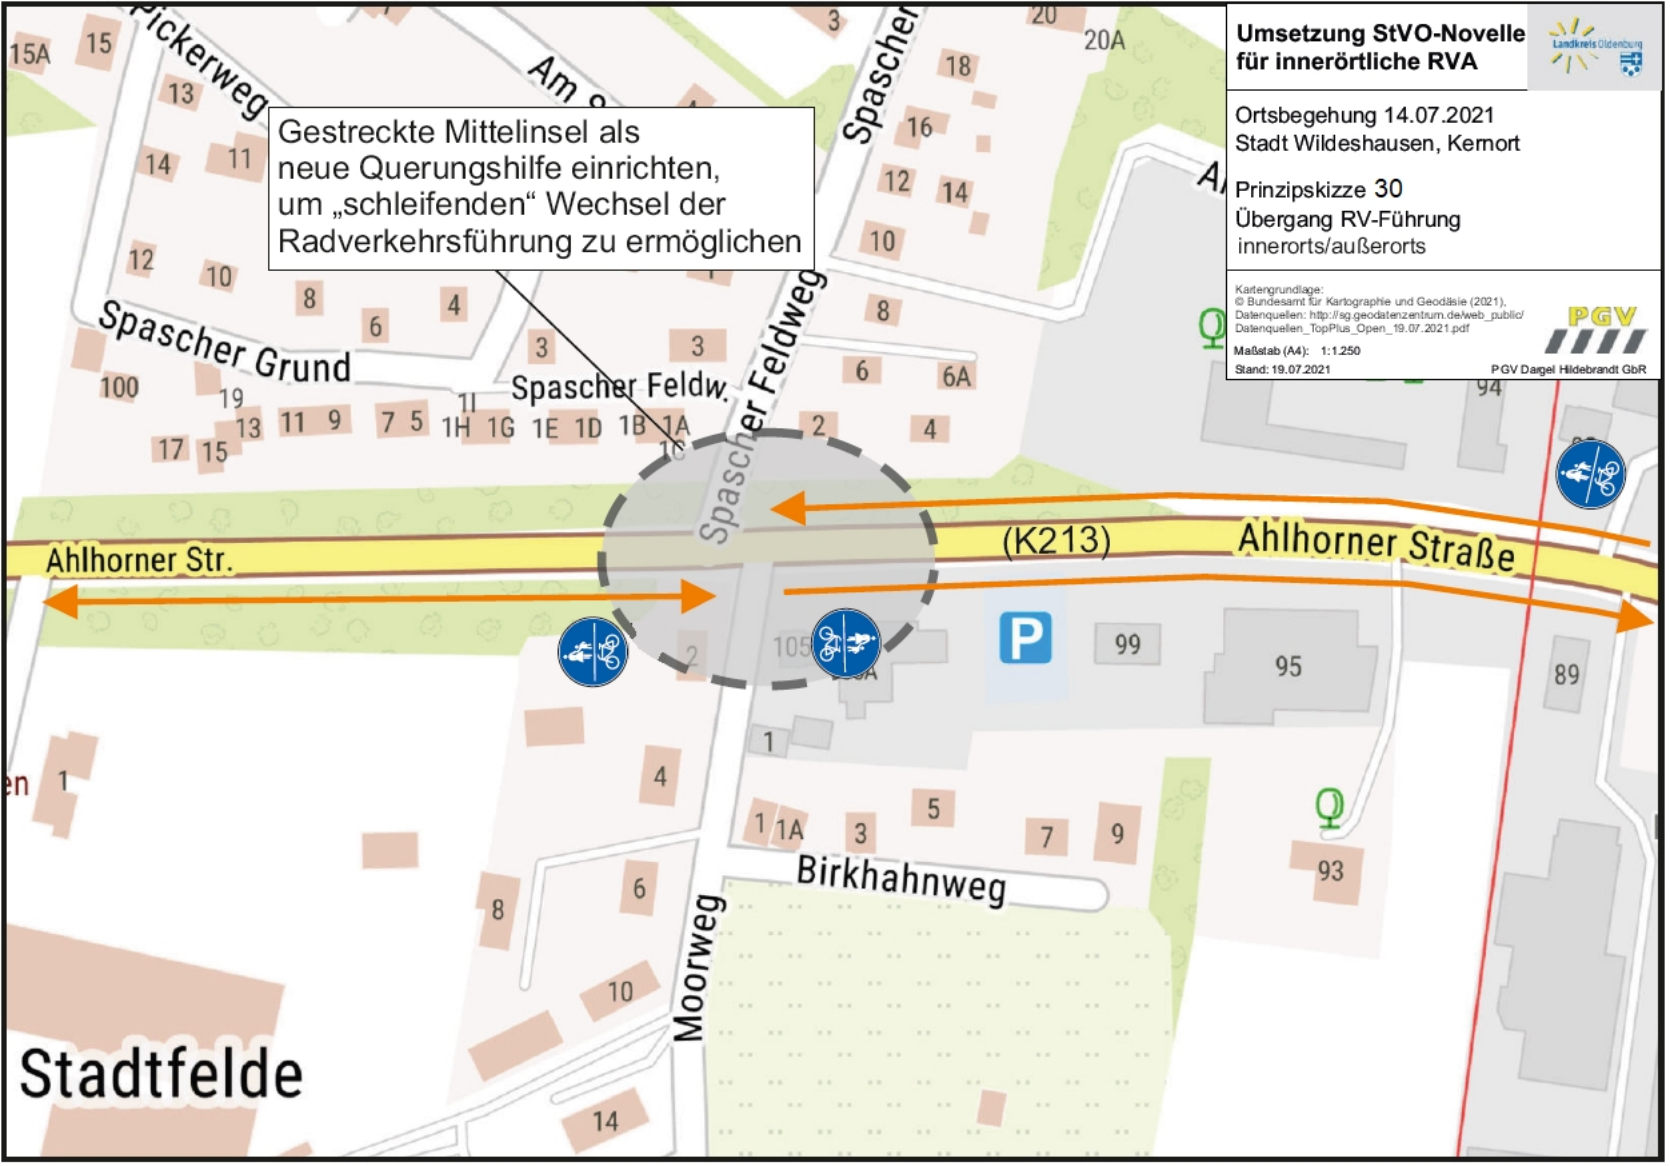 Umsetzung StVO-Novelle
für innerörtliche RVA
Landkreis Oldenburg
Ortsbegehung 14.07.2021
Stadt Wildeshausen, Kernort
Prinzipskizze 30
Übergang RV-Führung
innerorts/außerorts
Kartengrundlage:
© Bundesamt für Kartographie und Geodäsie (2021),
Datenquellen: http://sg.geodatenzentrum.de/web_public/
Datenquellen_TopPlus_Open_19.07.2021.pdf
Maßstab (A4): 1:1.250
Stand: 19.07.2021
PGV
PGV Dargel Hildebrandt GbR
Gestreckte Mittelinsel als
neue Querungshilfe einrichten,
um „schleifenden“ Wechsel der
Radverkehrsführung zu ermöglichen
15A
15
Pickerweg
13
14
11
Am
3
Spascher
20
20A
18
16
12
14
10
12
10
8
6
4
3
3
8
6
6A
2
4
Spascher Grund
Spascher Feldw.
Spascher Feldweg
100
19
17
15
13
11
9
7
5
1I
1H
1G
1E
1D
1B
1A
1C
94
Ahlhorner Str.
(K213)
Ahlhorner Straße
2
105
P
99
95
89
1
1
4
1
1A
3
5
7
9
93
Birkhahnweg
8
6
10
14
Moorweg
Stadtfelde
en